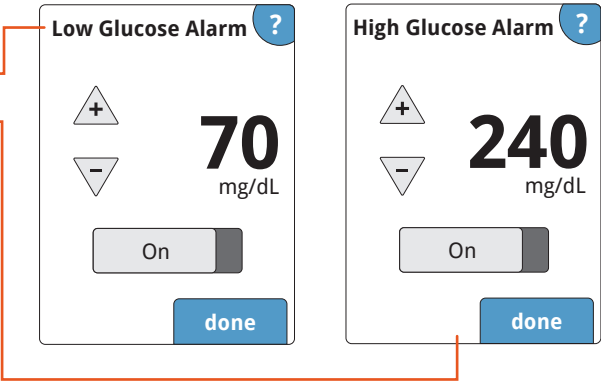 Low Glucose Alarm ?
+
70
−
mg/dL
On
done
High Glucose Alarm ?
+
240
−
mg/dL
On
done